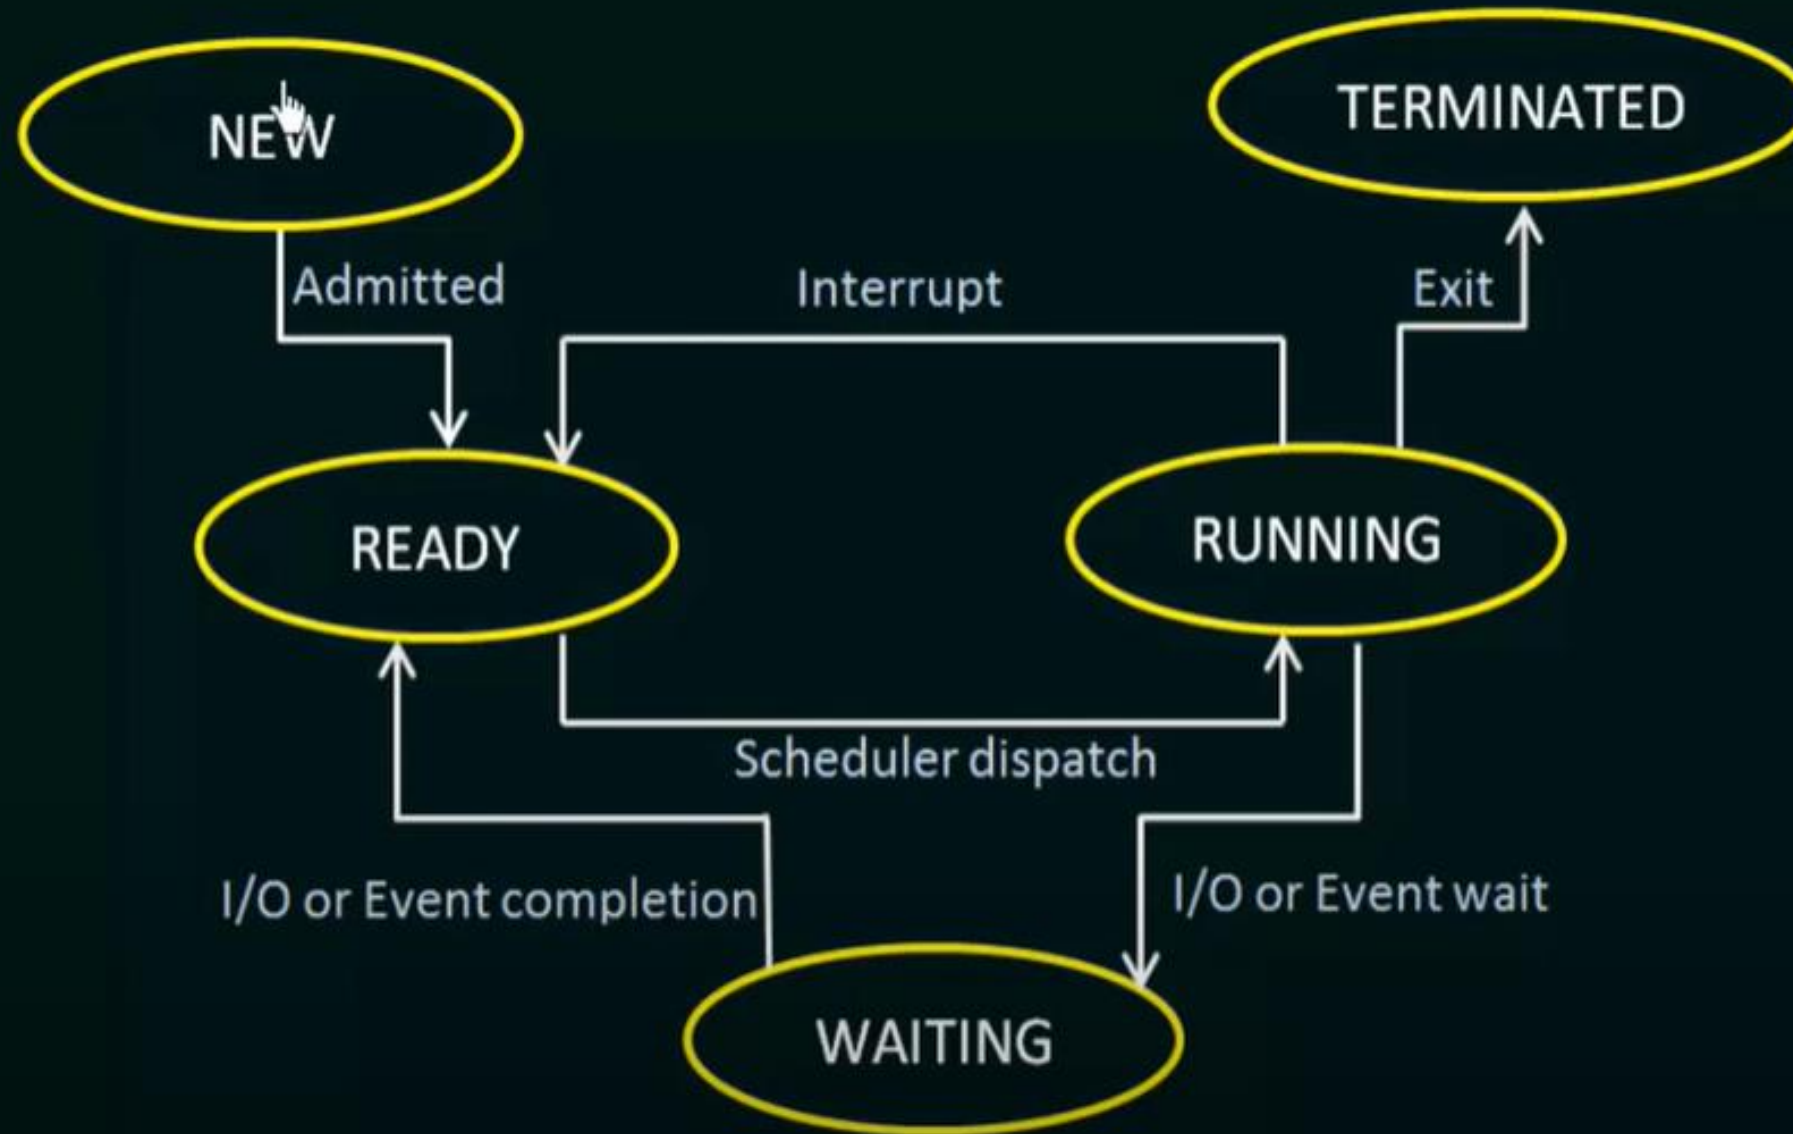 NEW
TERMINATED
Admitted
Interrupt
Exit
READY
RUNNING
Scheduler dispatch
I/O or Event completion
I/O or Event wait
WAITING